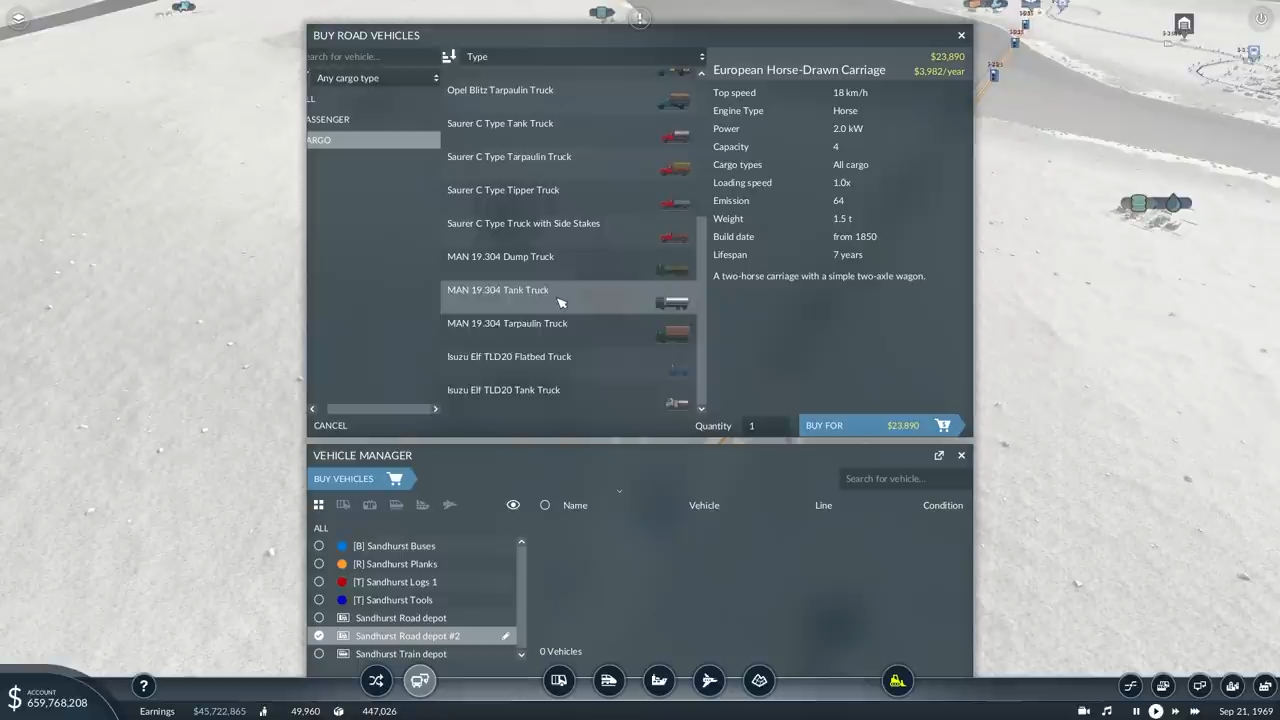 BUY ROAD VEHICLES
earch for vehicle...
Type
$23,890
Any cargo type
European Horse-Drawn Carriage
$3,982/year
LL
ASSENGER
ARGO
Opel Blitz Tarpaulin Truck
Saurer C Type Tank Truck
Saurer C Type Tarpaulin Truck
Saurer C Type Tipper Truck
Saurer C Type Truck with Side Stakes
MAN 19.304 Dump Truck
MAN 19.304 Tank Truck
MAN 19.304 Tarpaulin Truck
Isuzu Elf TLD20 Flatbed Truck
Isuzu Elf TLD20 Tank Truck
Top speed 18 km/h
Engine Type Horse
Power 2.0 kW
Capacity 4
Cargo types All cargo
Loading speed 1.0x
Emission 64
Weight 1.5 t
Build date from 1850
Lifespan 7 years
A two-horse carriage with a simple two-axle wagon.
CANCEL
Quantity 1
BUY FOR $23,890
VEHICLE MANAGER
BUY VEHICLES
Search for vehicle...
Name Vehicle Line Condition
ALL
[B] Sandhurst Buses
[R] Sandhurst Planks
[T] Sandhurst Logs 1
[T] Sandhurst Tools
Sandhurst Road depot
Sandhurst Road depot #2
Sandhurst Train depot
0 Vehicles
$ ACCOUNT
659,768,208
?
Earnings $45,722,865 49,960 447,026
Sep 21, 1969